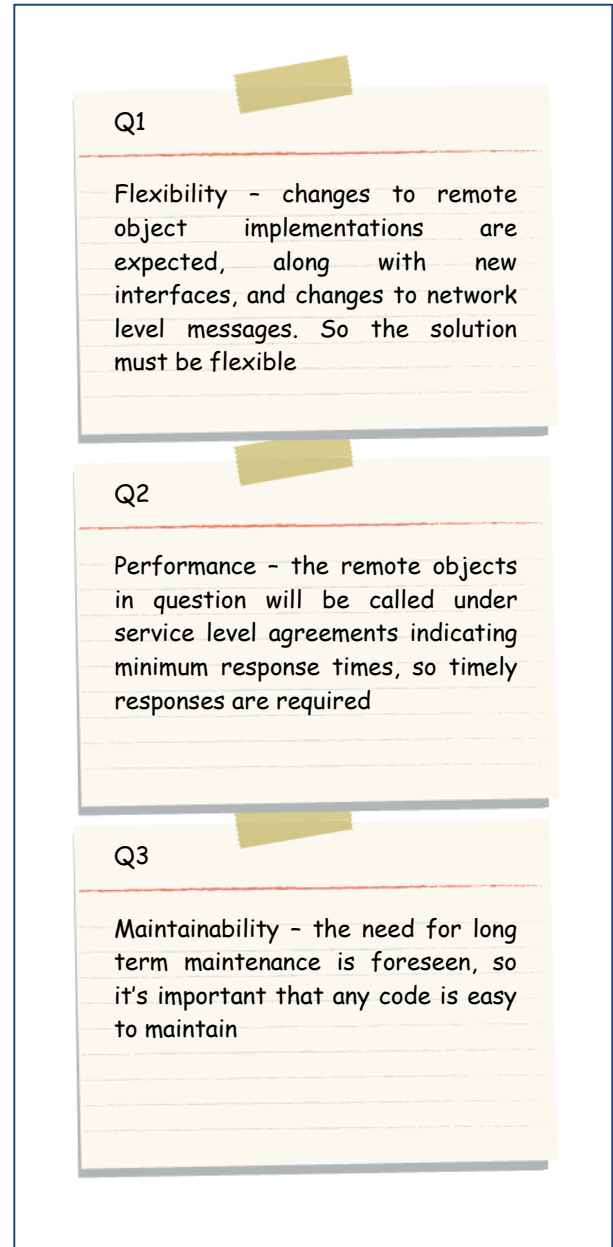 Q1
Flexibility – changes to remote
object implementations are
expected, along with new
interfaces, and changes to network
level messages. So the solution
must be flexible
Q2
Performance – the remote objects
in question will be called under
service level agreements indicating
minimum response times, so timely
responses are required
Q3
Maintainability – the need for long
term maintenance is foreseen, so
it's important that any code is easy
to maintain